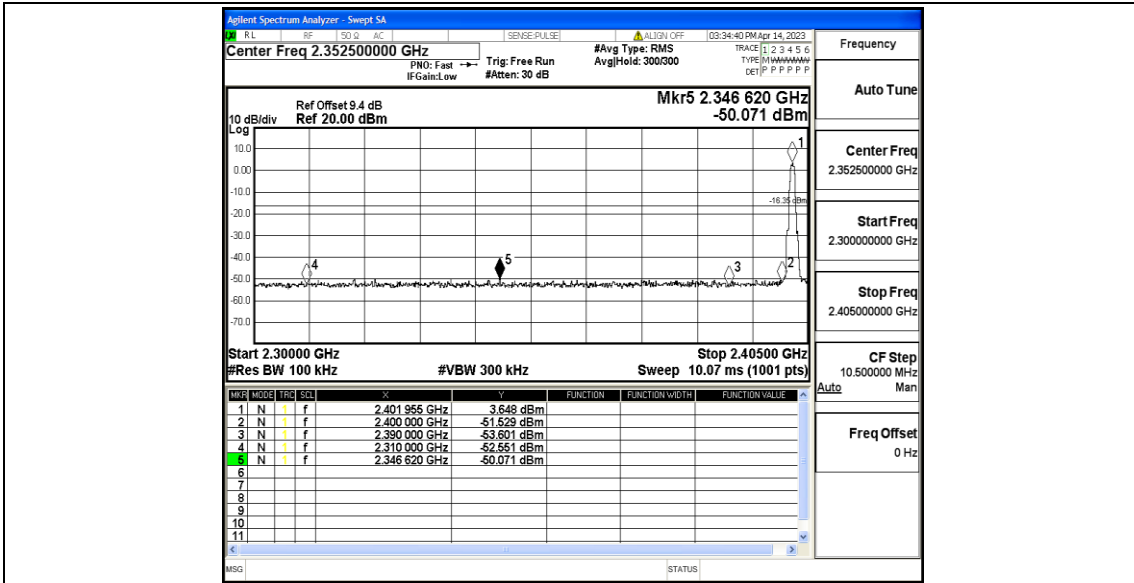 Agilent Spectrum Analyzer - Swept SA
RL RF 50 Ω AC SENSE:PULSE ALIGN OFF 03:34:40 PM Apr 14, 2023
Center Freq 2.352500000 GHz
PNO: Fast
IFGain:Low
Trig: Free Run
#Atten: 30 dB
#Avg Type: RMS
Avg|Hold: 300/300
TRACE 1 2 3 4 5 6
TYPE M WWWWW
DET P P P P P P
Mkr5 2.346 620 GHz
-50.071 dBm
Ref Offset 9.4 dB
10 dB/div Ref 20.00 dBm
Log
10.0
0.00
-10.0
-20.0
-30.0
-40.0
-50.0
-60.0
-70.0
-16.35 dBm
1
2
3
4
5
Start 2.30000 GHz Stop 2.40500 GHz
#Res BW 100 kHz #VBW 300 kHz Sweep 10.07 ms (1001 pts)
MKR MODE TRC SCL X Y FUNCTION FUNCTION WIDTH FUNCTION VALUE
1 N 1 f 2.401 955 GHz 3.648 dBm
2 N 1 f 2.400 000 GHz -51.529 dBm
3 N 1 f 2.390 000 GHz -53.601 dBm
4 N 1 f 2.310 000 GHz -52.551 dBm
5 N 1 f 2.346 620 GHz -50.071 dBm
6
7
8
9
10
11
MSG STATUS
Frequency
Auto Tune
Center Freq
2.352500000 GHz
Start Freq
2.300000000 GHz
Stop Freq
2.405000000 GHz
CF Step
10.500000 MHz
Auto Man
Freq Offset
0 Hz